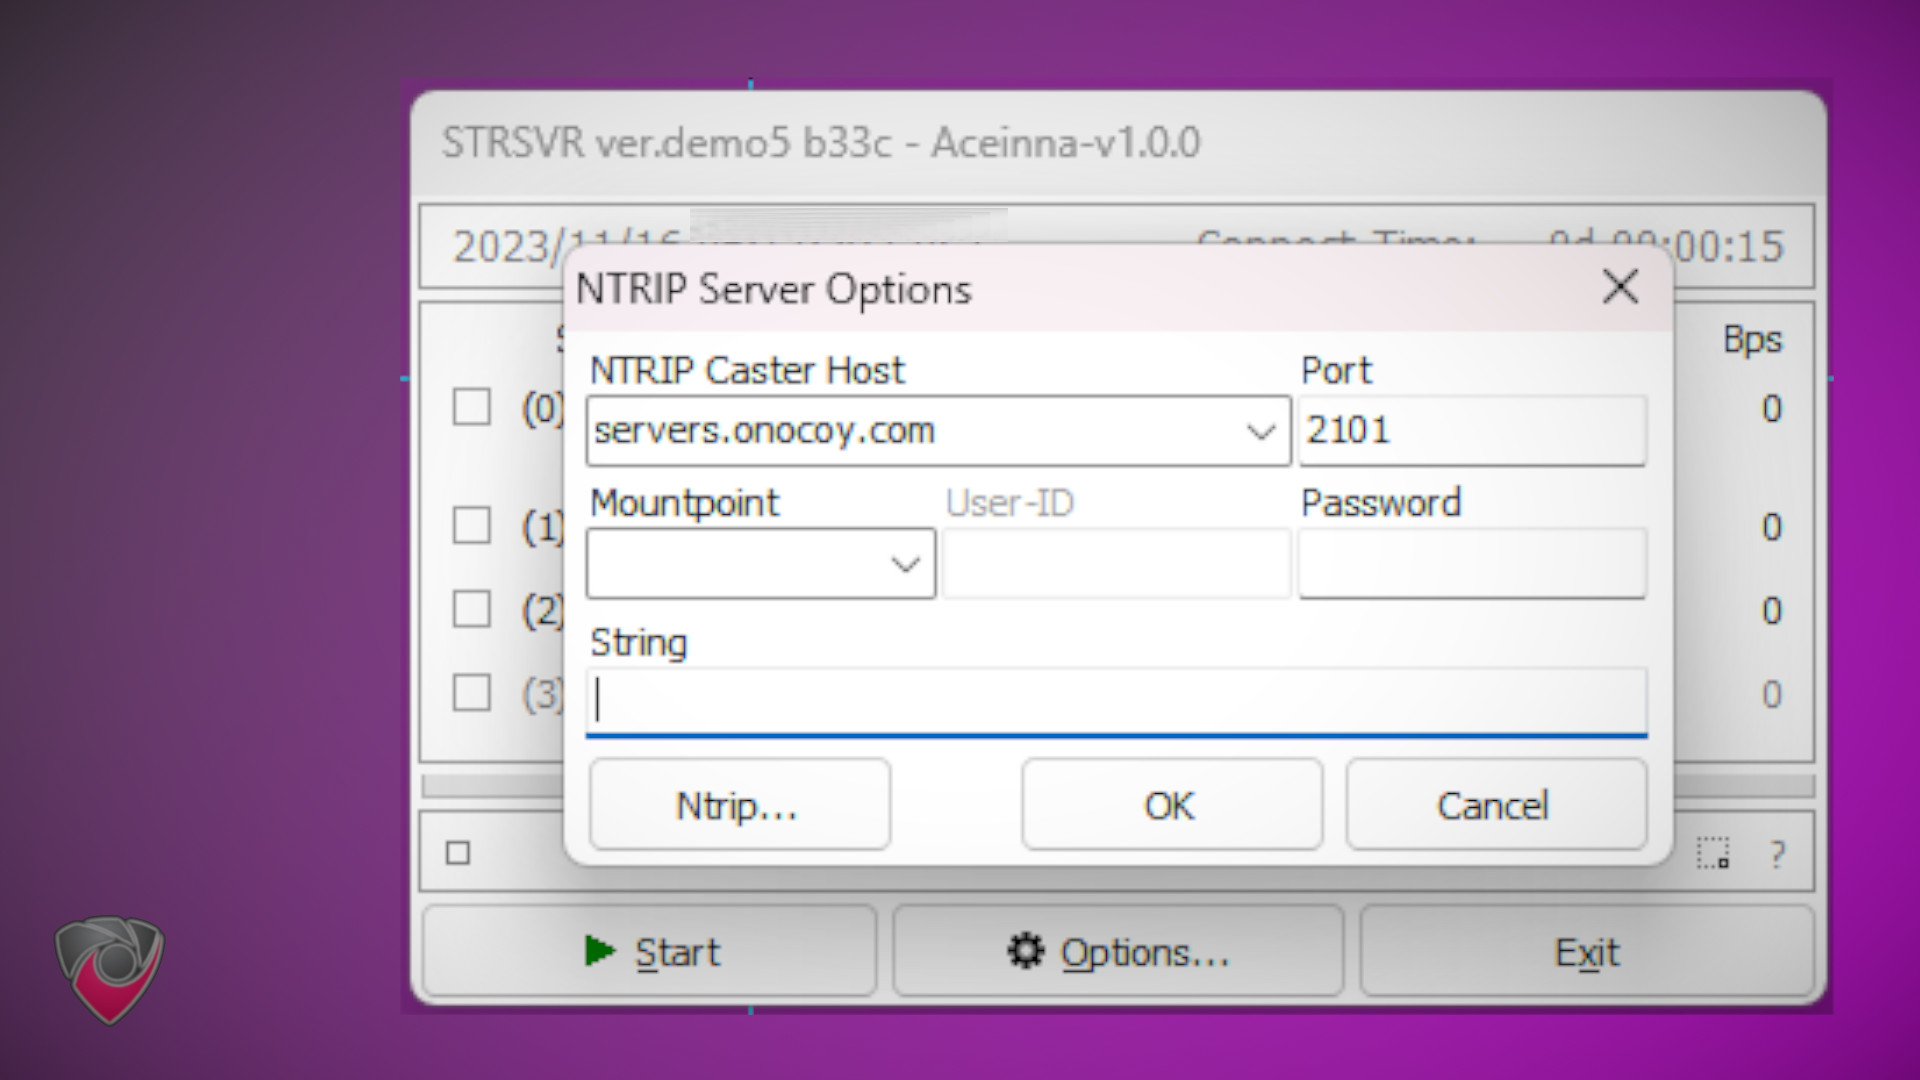 STRSVR ver.demo5 b33c - Aceinna-v1.0.0
2023/11/16 Connect Time: 0d 00:00:15
NTRIP Server Options
Bps
NTRIP Caster Host Port
(0) servers.onocoy.com 2101 0
Mountpoint User-ID Password
(1) 0
(2) 0
String
(3) 0
Ntrip... OK Cancel
?
Start Options... Exit